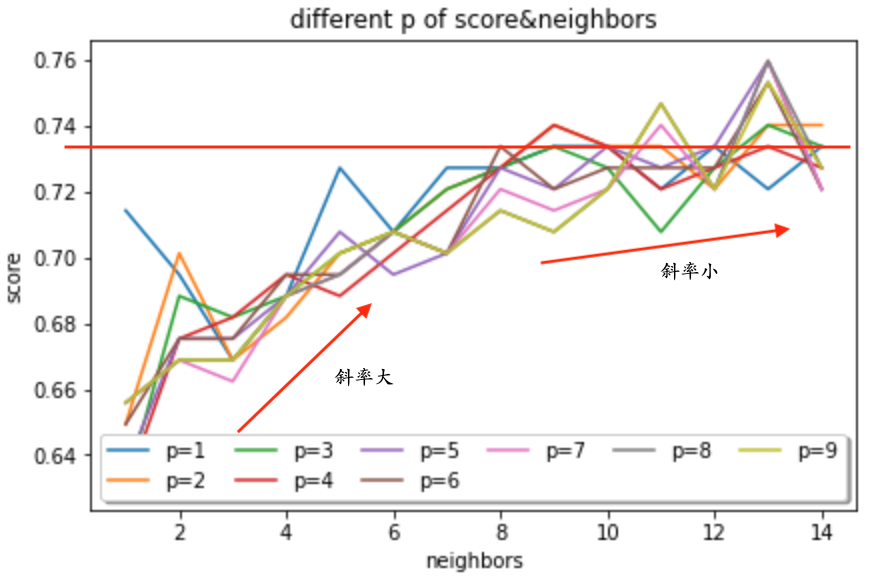 different p of score&neighbors
0.76
0.74
0.72
0.70
0.68
0.66
0.64
score
斜率小
斜率大
p=1 p=3 p=5 p=7 p=8 p=9
p=2 p=4 p=6
2 4 6 8 10 12 14
neighbors